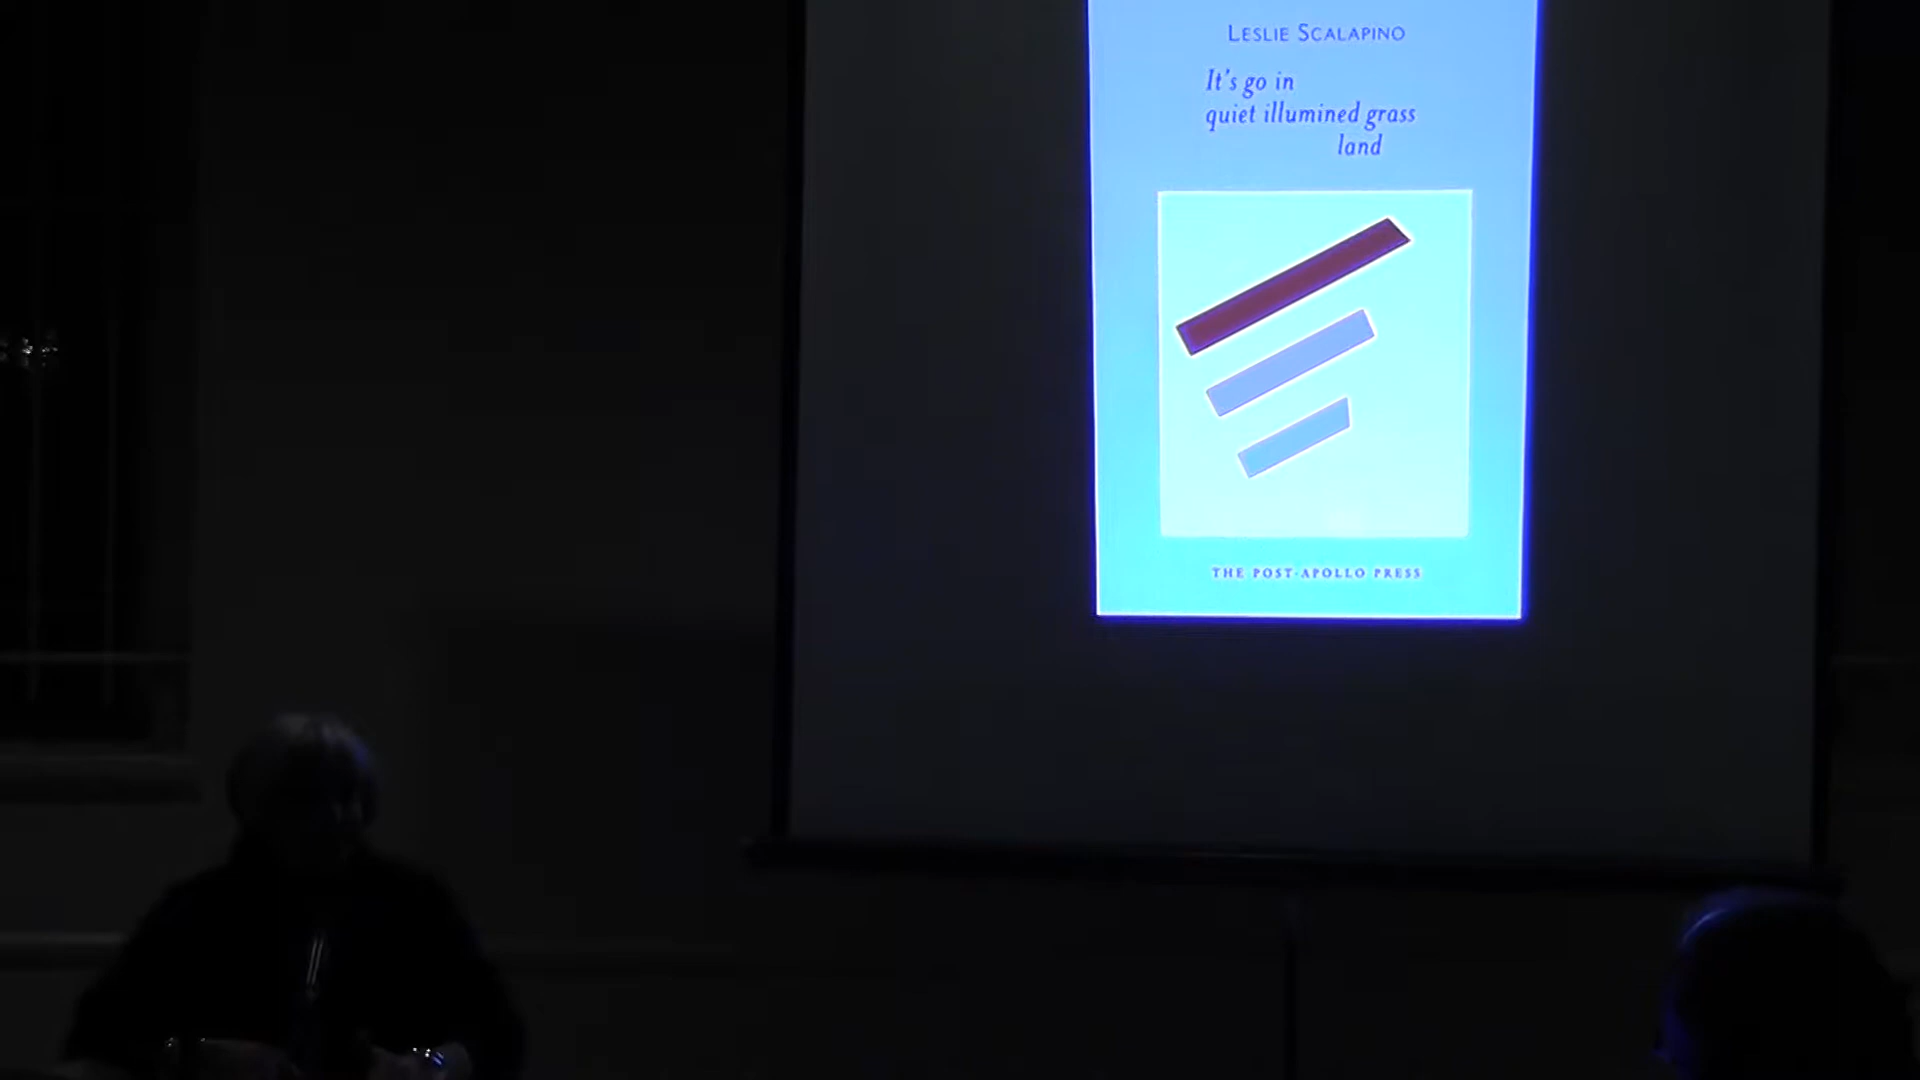 LESLIE SCALAPINO
It's go in
quiet illumined grass
land
THE POST-APOLLO PRESS